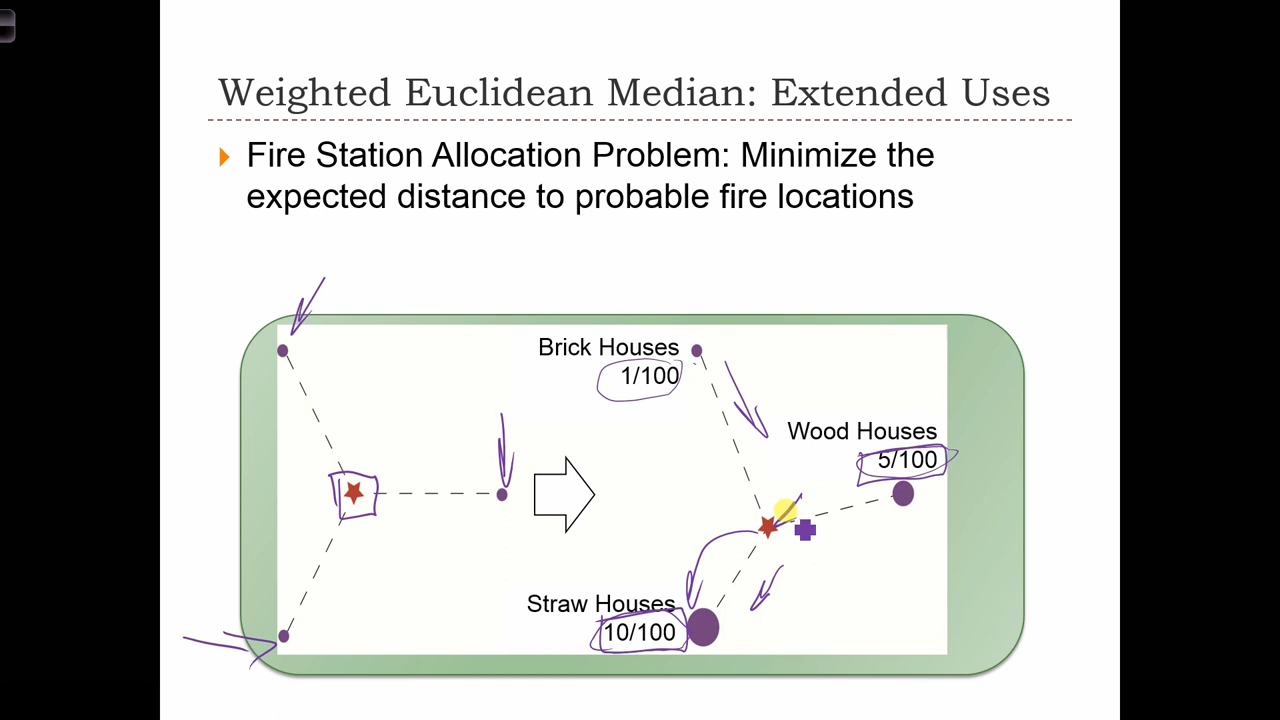 Weighted Euclidean Median: Extended Uses
Fire Station Allocation Problem: Minimize the
expected distance to probable fire locations
Brick Houses
1/100
Wood Houses
5/100
Straw Houses
10/100